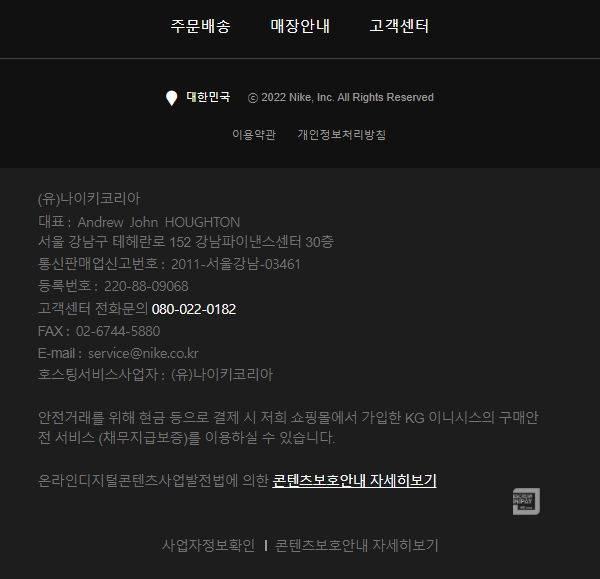 주문배송 매장안내 고객센터
대한민국 ⓒ 2022 Nike, Inc. All Rights Reserved
이용약관 개인정보처리방침
(유)나이키코리아
대표 : Andrew John HOUGHTON
서울 강남구 테헤란로 152 강남파이낸스센터 30층
통신판매업신고번호 : 2011-서울강남-03461
등록번호 : 220-88-09068
고객센터 전화문의 080-022-0182
FAX : 02-6744-5880
E-mail : service@nike.co.kr
호스팅서비스사업자 : (유)나이키코리아
안전거래를 위해 현금 등으로 결제 시 저희 쇼핑몰에서 가입한 KG 이니시스의 구매안
전 서비스 (채무지급보증)를 이용하실 수 있습니다.
온라인디지털콘텐츠사업발전법에 의한 콘텐츠보호안내 자세히보기
ESCROW
INIPAY
사업자정보확인 | 콘텐츠보호안내 자세히보기